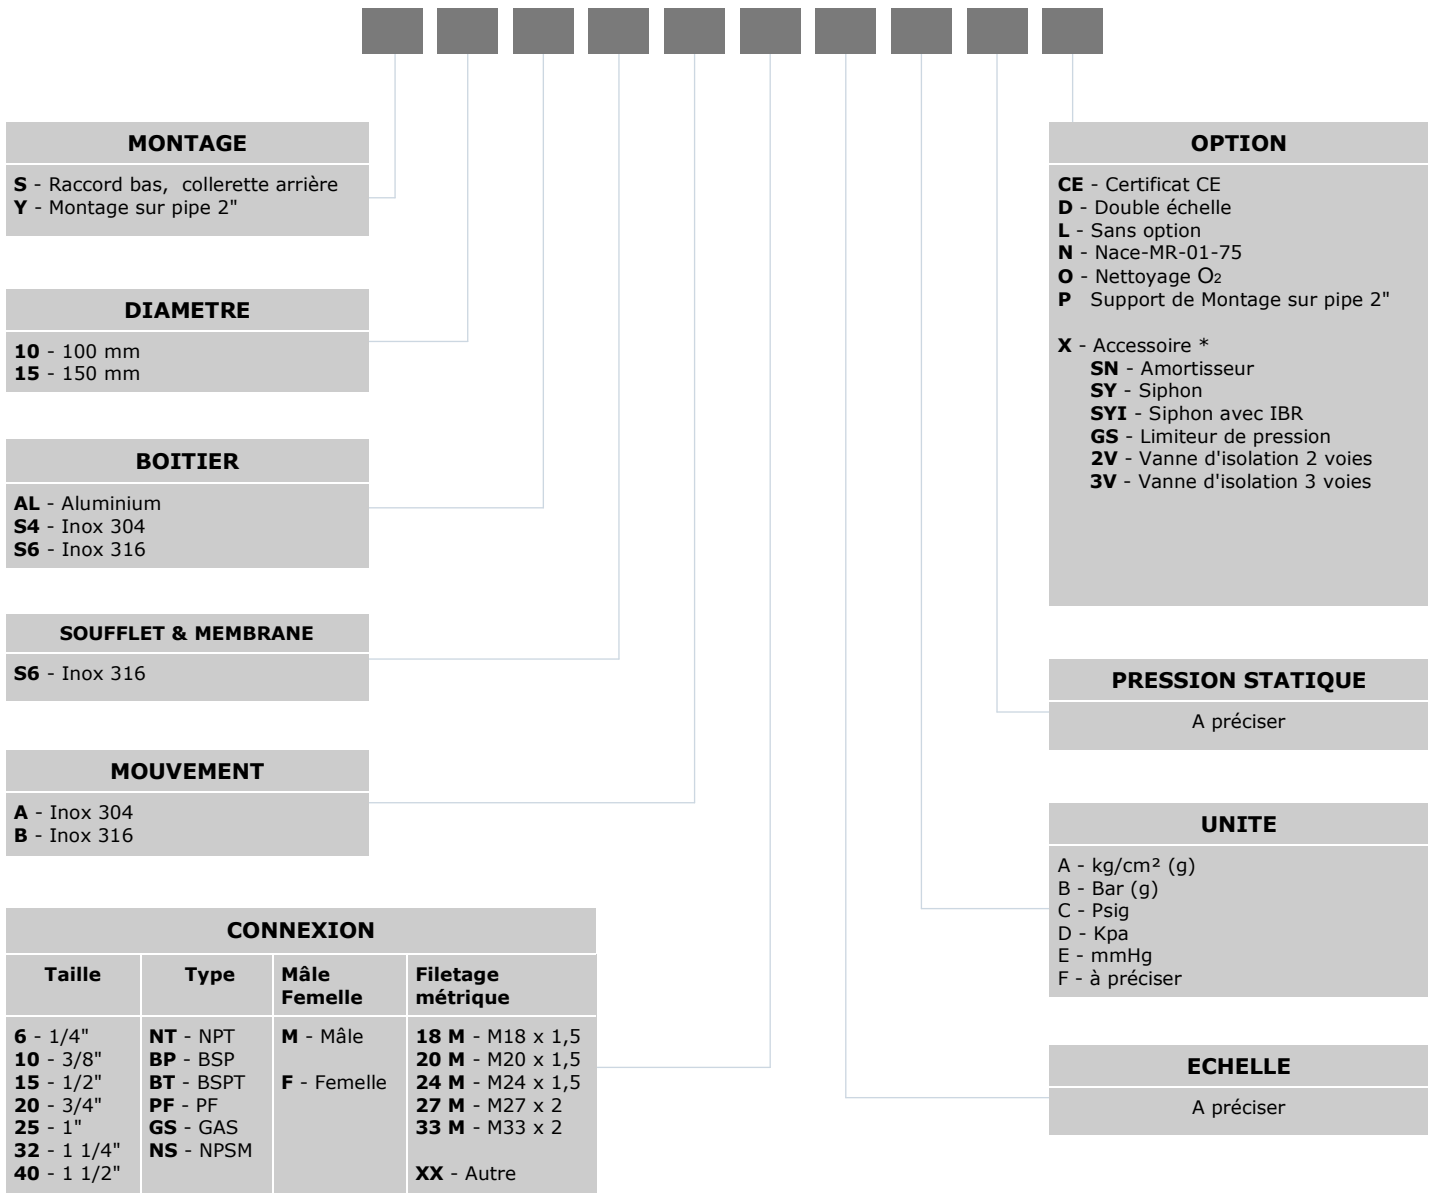 MONTAGE
S - Raccord bas, collerette arrière
Y - Montage sur pipe 2"
DIAMETRE
10 - 100 mm
15 - 150 mm
BOITIER
AL - Aluminium
S4 - Inox 304
S6 - Inox 316
SOUFFLET & MEMBRANE
S6 - Inox 316
MOUVEMENT
A - Inox 304
B - Inox 316
CONNEXION
Taille
6 - 1/4"
10 - 3/8"
15 - 1/2"
20 - 3/4"
25 - 1"
32 - 1 1/4"
40 - 1 1/2"
Type
NT - NPT
BP - BSP
BT - BSPT
PF - PF
GS - GAS
NS - NPSM
Mâle
Femelle
M - Mâle
F - Femelle
Filetage
métrique
18 M - M18 x 1,5
20 M - M20 x 1,5
24 M - M24 x 1,5
27 M - M27 x 2
33 M - M33 x 2
XX - Autre
OPTION
CE - Certificat CE
D - Double échelle
L - Sans option
N - Nace-MR-01-75
O - Nettoyage O2
P Support de Montage sur pipe 2"
X - Accessoire *
SN - Amortisseur
SY - Siphon
SYI - Siphon avec IBR
GS - Limiteur de pression
2V - Vanne d'isolation 2 voies
3V - Vanne d'isolation 3 voies
PRESSION STATIQUE
A préciser
UNITE
A - kg/cm² (g)
B - Bar (g)
C - Psig
D - Kpa
E - mmHg
F - à préciser
ECHELLE
A préciser